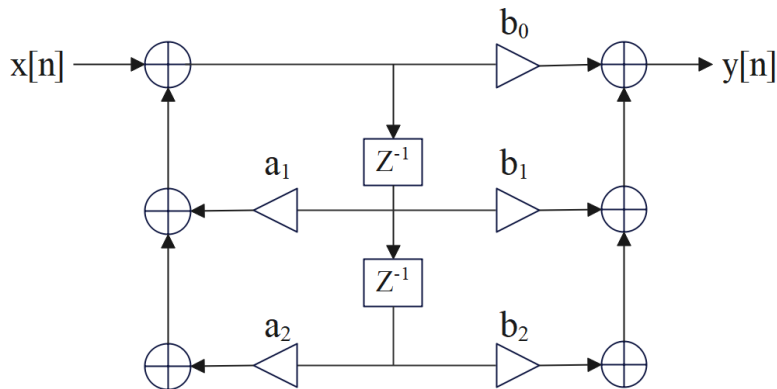 b₀
x[n] y[n]
Z⁻¹
a₁ b₁
Z⁻¹
a₂ b₂